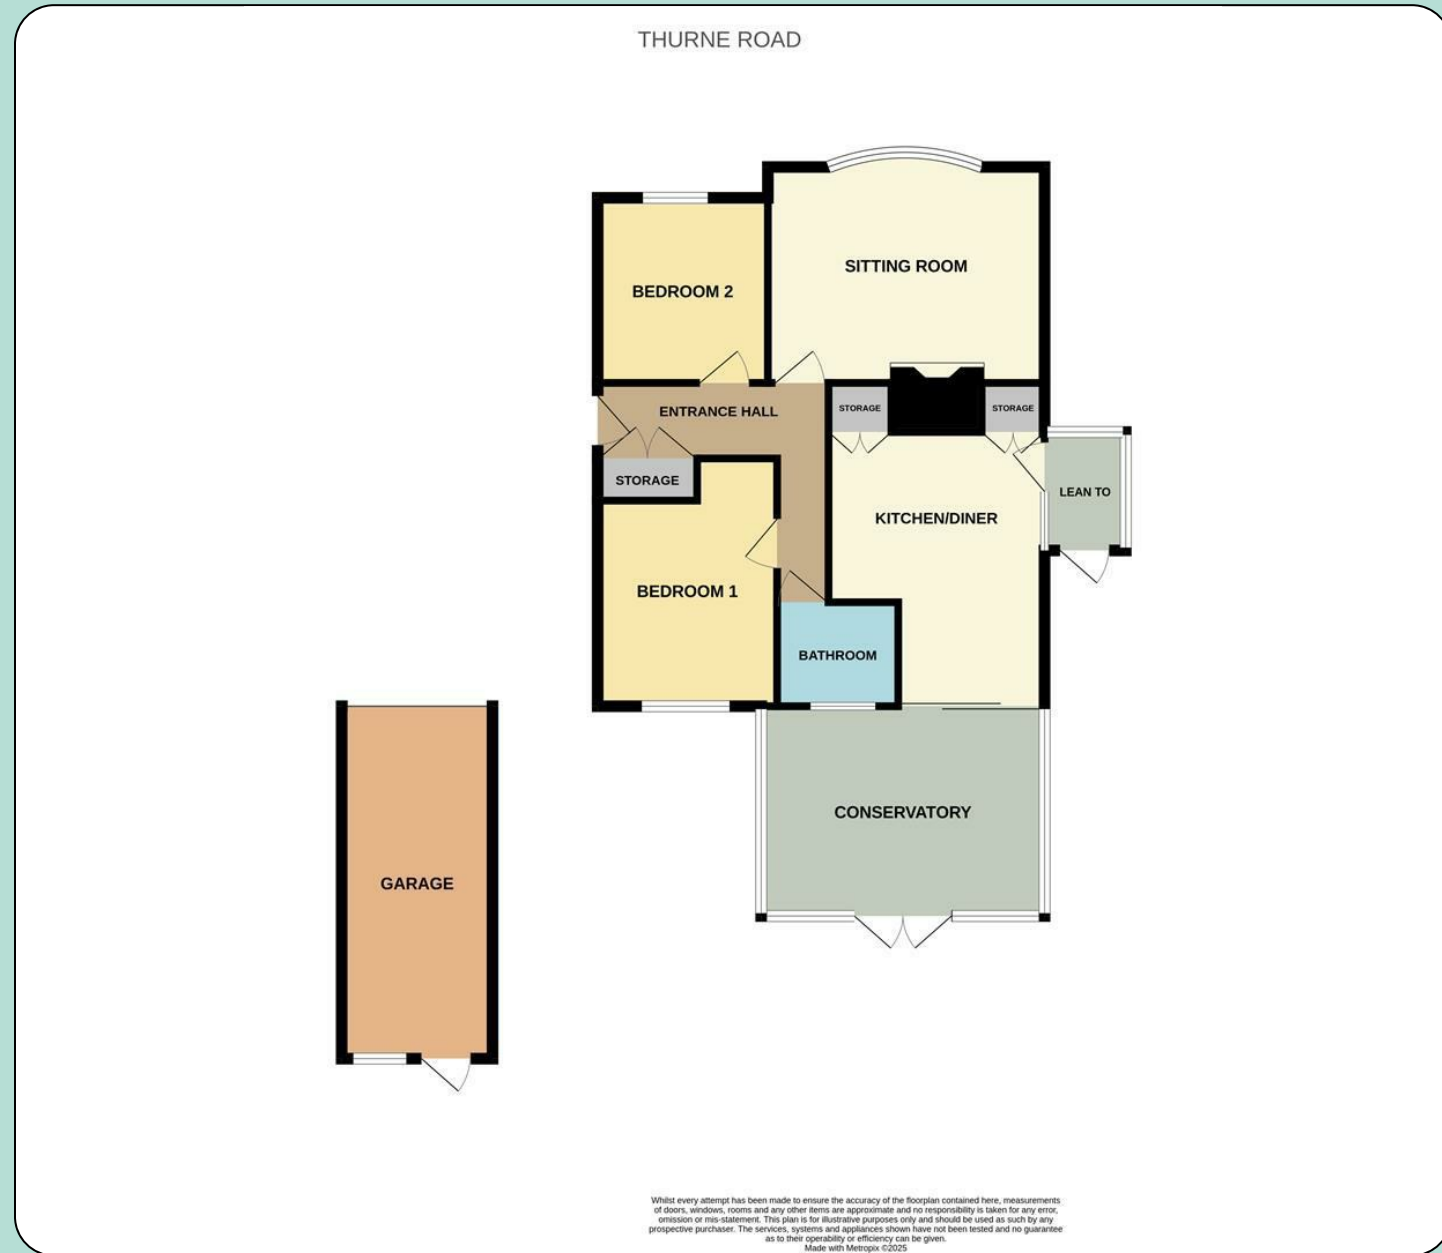 THURNE ROAD
SITTING ROOM
BEDROOM 2
ENTRANCE HALL
STORAGE
STORAGE
STORAGE
LEAN TO
KITCHEN/DINER
BEDROOM 1
BATHROOM
CONSERVATORY
GARAGE
Whilst every attempt has been made to ensure the accuracy of the floorplan contained here, measurements
of doors, windows, rooms and any other items are approximate and no responsibility is taken for any error,
omission or mis-statement. This plan is for illustrative purposes only and should be used as such by any
prospective purchaser. The services, systems and appliances shown have not been tested and no guarantee
as to their operability or efficiency can be given.
Made with Metropix ©2025